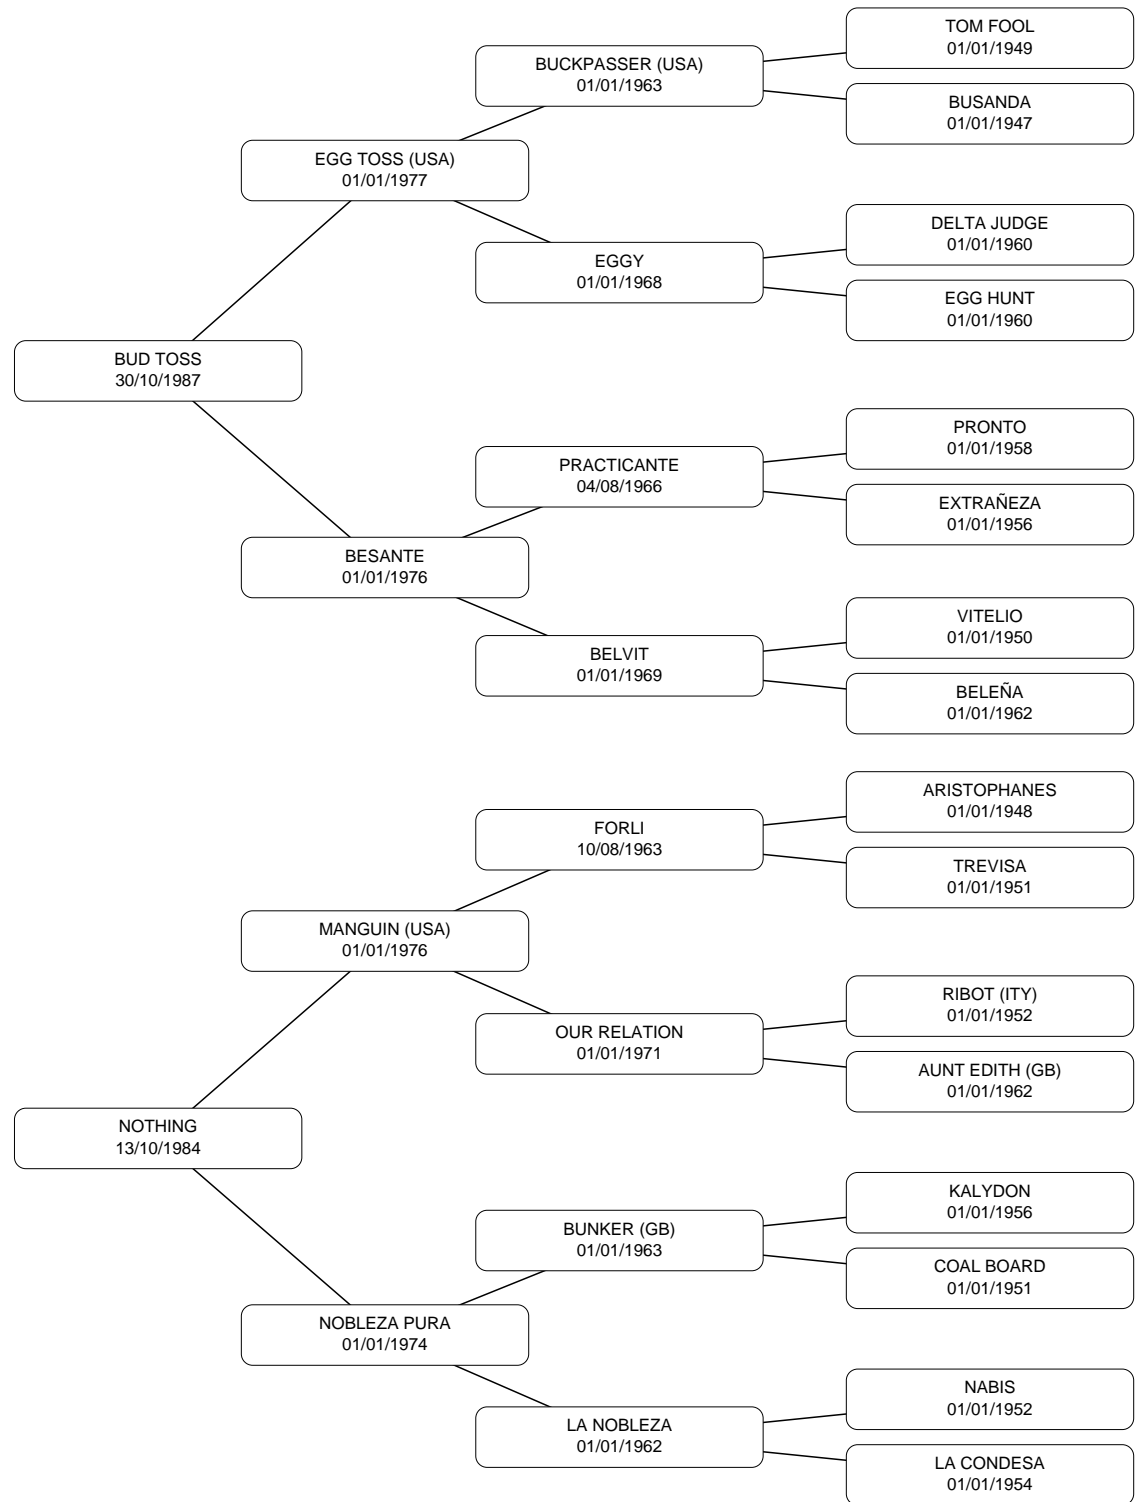 TOM FOOL
01/01/1949
BUCKPASSER (USA)
01/01/1963
BUSANDA
01/01/1947
EGG TOSS (USA)
01/01/1977
DELTA JUDGE
01/01/1960
EGGY
01/01/1968
EGG HUNT
01/01/1960
BUD TOSS
30/10/1987
PRONTO
01/01/1958
PRACTICANTE
04/08/1966
EXTRAÑEZA
01/01/1956
BESANTE
01/01/1976
VITELIO
01/01/1950
BELVIT
01/01/1969
BELEÑA
01/01/1962
ARISTOPHANES
01/01/1948
FORLI
10/08/1963
TREVISA
01/01/1951
MANGUIN (USA)
01/01/1976
RIBOT (ITY)
01/01/1952
OUR RELATION
01/01/1971
AUNT EDITH (GB)
01/01/1962
NOTHING
13/10/1984
KALYDON
01/01/1956
BUNKER (GB)
01/01/1963
COAL BOARD
01/01/1951
NOBLEZA PURA
01/01/1974
NABIS
01/01/1952
LA NOBLEZA
01/01/1962
LA CONDESA
01/01/1954